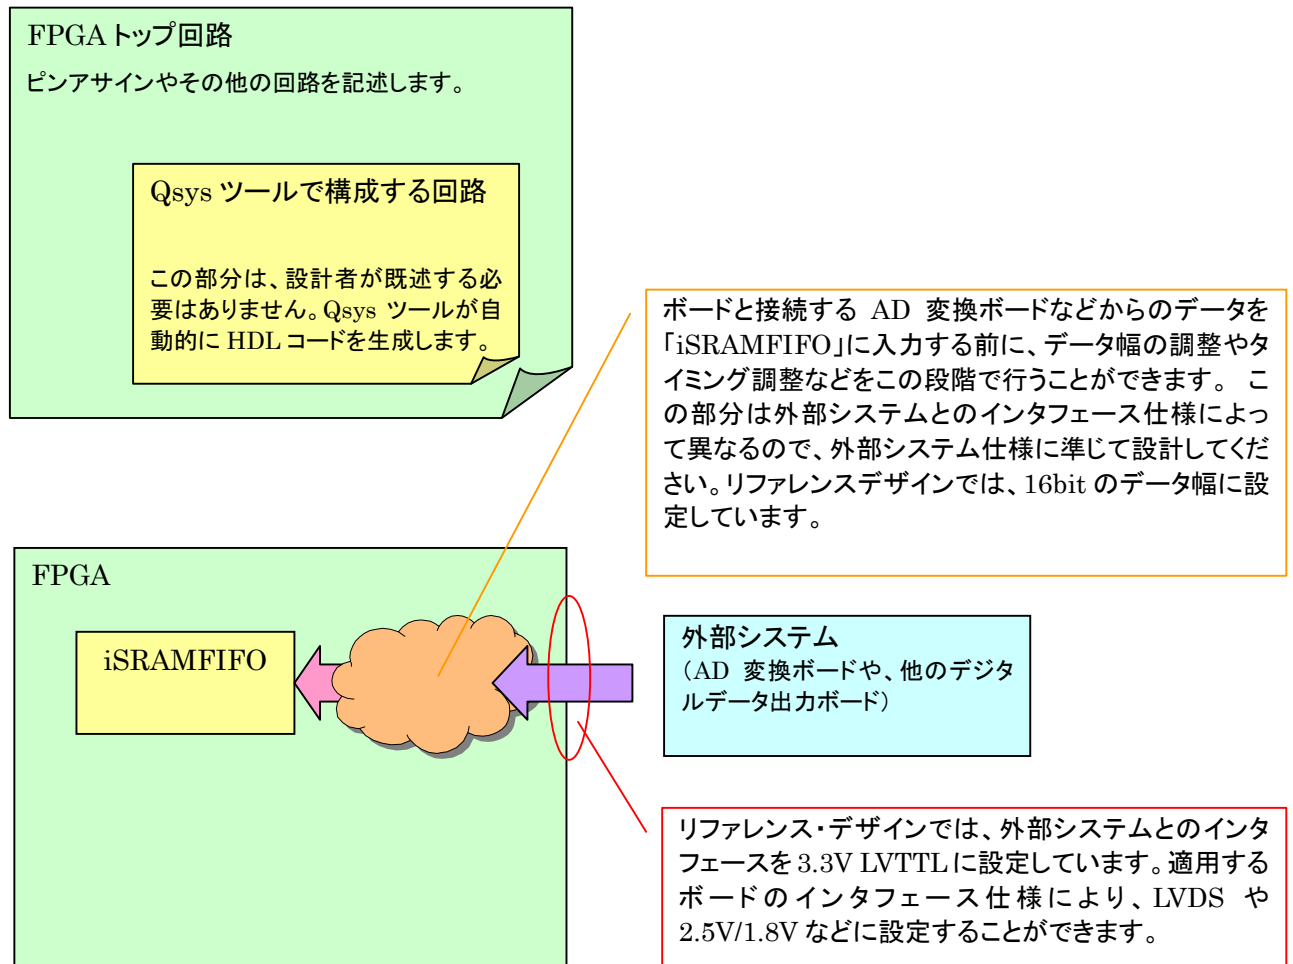 FPGAトップ回路
ピンアサインやその他の回路を記述します。
Qsys ツールで構成する回路
この部分は、設計者が既述する必
要はありません。Qsys ツールが自
動的に HDL コードを生成します。
ボードと接続する AD 変換ボードなどからのデータを
「iSRAMFIFO」に入力する前に、データ幅の調整やタ
イミング調整などをこの段階で行うことができます。 こ
の部分は外部システムとのインタフェース仕様によっ
て異なるので、外部システム仕様に準じて設計してくだ
さい。リファレンスデザインでは、16bit のデータ幅に設
定しています。
FPGA
iSRAMFIFO
外部システム
（AD 変換ボードや、他のデジタ
ルデータ出力ボード）
リファレンス・デザインでは、外部システムとのインタ
フェースを 3.3V LVTTL に設定しています。適用する
ボードのインタフェース仕様により、LVDS や
2.5V/1.8V などに設定することができます。